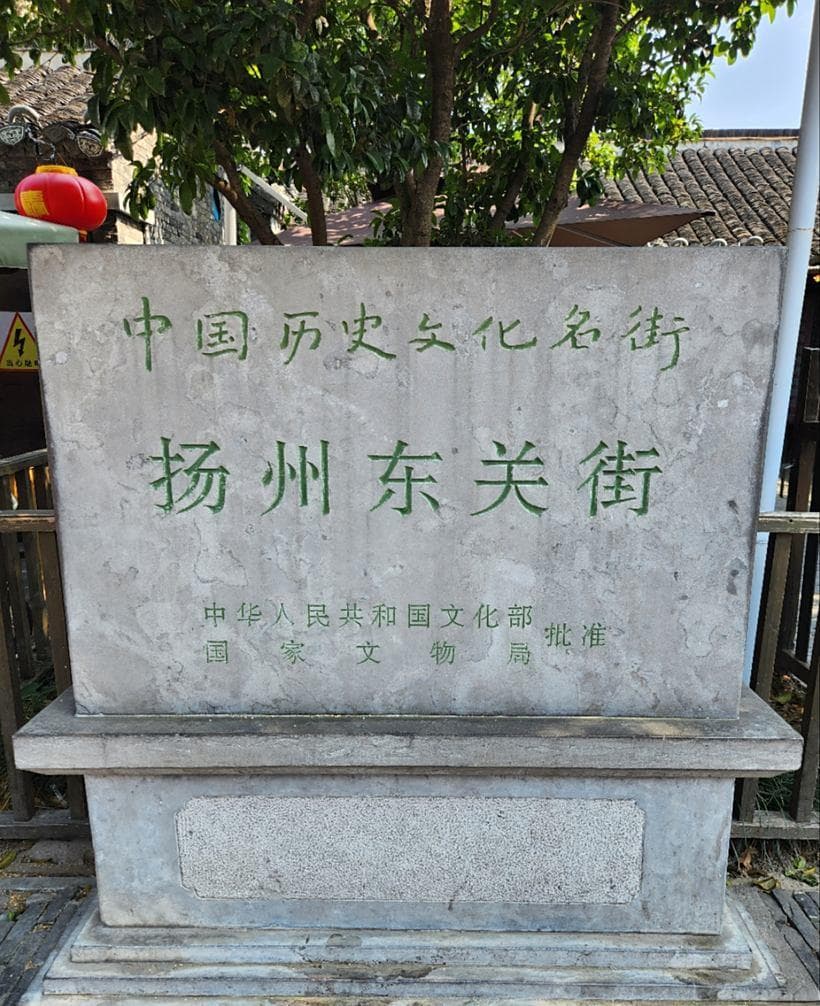 中国历史文化名街
扬州东关街
中华人民共和国文化部
国家文物局
批准